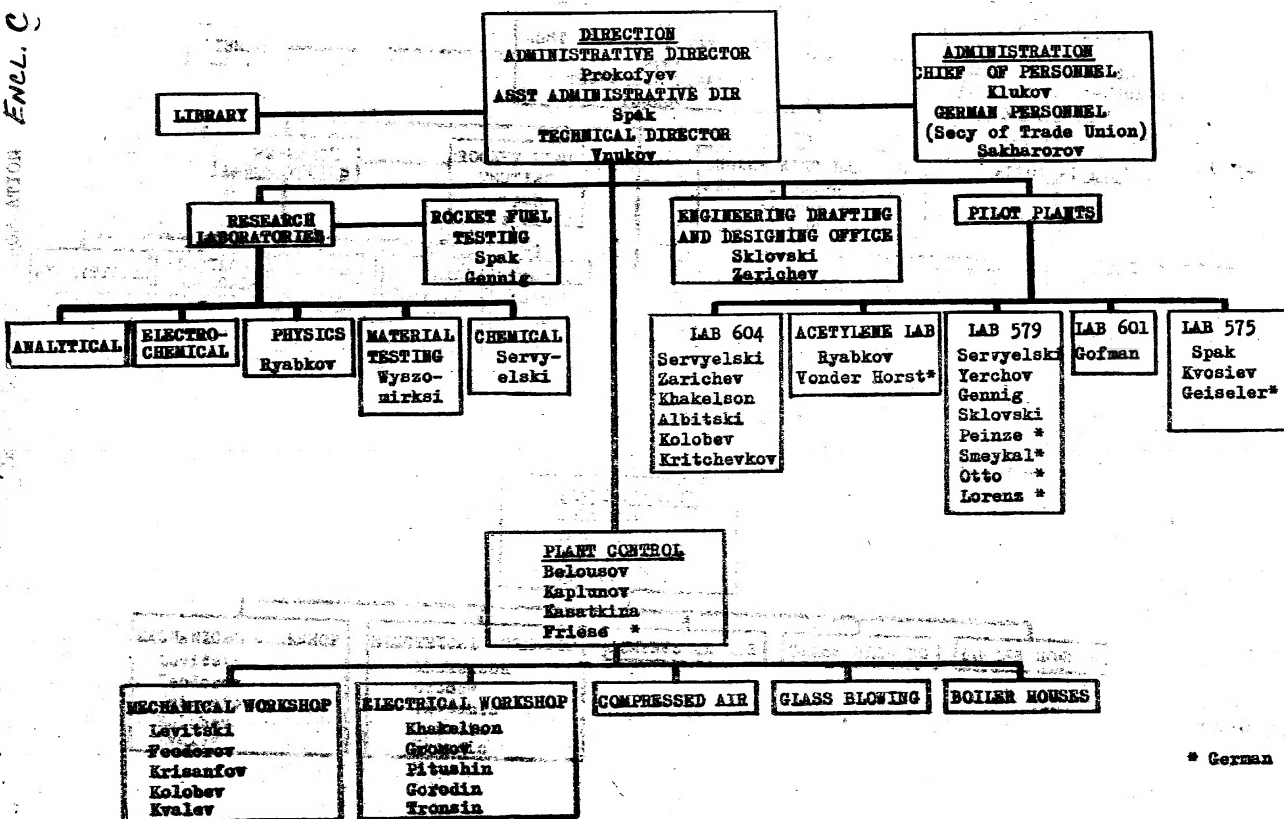 ENCL. C
DIRECTION
ADMINISTRATIVE DIRECTOR
Prokofyev
ASST ADMINISTRATIVE DIR
Spak
TECHNICAL DIRECTOR
Vnukov
ADMINISTRATION
CHIEF OF PERSONNEL
Klukov
GERMAN PERSONNEL
(Secy of Trade Union)
Sakharorov
LIBRARY
RESEARCH
LABORATORIES
ROCKET FUEL
TESTING
Spak
Gennig
ENGINEERING DRAFTING
AND DESIGNING OFFICE
Sklovski
Zarichev
PILOT PLANTS
ANALYTICAL
ELECTRO-
CHEMICAL
PHYSICS
Ryabkov
MATERIAL
TESTING
Wyszo-
mirksi
CHEMICAL
Servy-
elski
LAB 604
Servyelski
Zarichev
Khakelson
Albitski
Kolobev
Kritchevkov
ACETYLENE LAB
Ryabkov
Vonder Horst*
LAB 579
Servyelski
Yerchov
Gennig
Sklovski
Peinze *
Smeykal*
Otto *
Lorenz *
LAB 601
Gofman
LAB 575
Spak
Kvosiev
Geiseler*
PLANT CONTROL
Belousov
Kaplunov
Kasatkina
Friese *
MECHANICAL WORKSHOP
Levitski
Feodorov
Krisanfov
Kolobev
Kvalev
ELECTRICAL WORKSHOP
Khakelson
Gromov
Pitushin
Gorodin
Tronsin
COMPRESSED AIR
GLASS BLOWING
BOILER HOUSES
* German